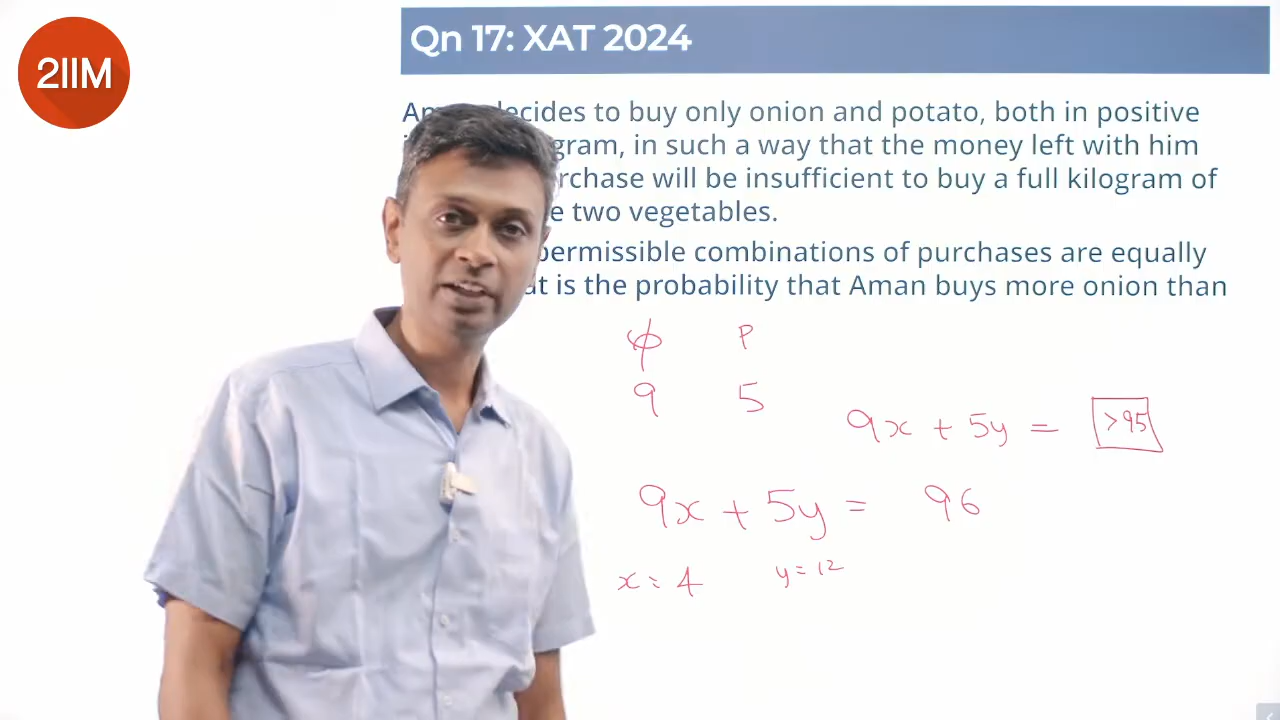 2IIM
Qn 17: XAT 2024
decides to buy only onion and potato, both in positive
in such a way that the money left with him
will be insufficient to buy a full kilogram of
two vegetables.
permissible combinations of purchases are equally
is the probability that Aman buys more onion than
P
9 5
9x + 5y = >95
9x + 5y = 96
x = 4 y = 12